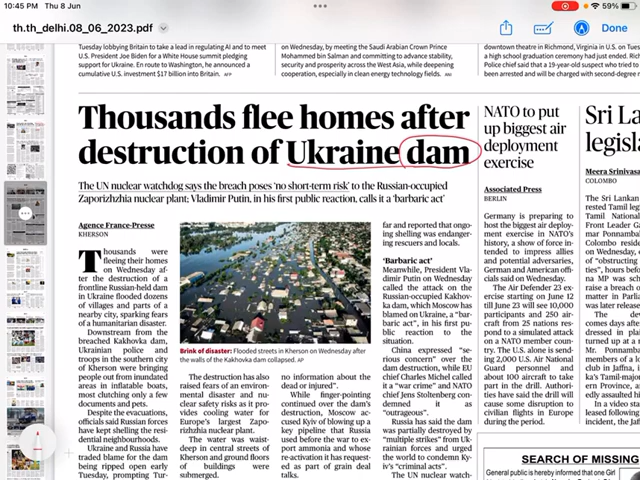 10:45 PM Thu 8 Jun
59%
th.th_delhi.08_06_2023.pdf
Done
Tuesday lobbying Britain to take a lead in regulating AI and to meet
U.S. President Joe Biden for a White House summit pledging
support for Ukraine. En route to Washington, he announced a
cumulative U.S. investment $17 billion into Britain. AFP
on Wednesday, by meeting the Saudi Arabian Crown Prince
Mohammed bin Salman and committing to advance stability,
security and prosperity across the West Asia, while deepening
cooperation, especially in clean energy technology fields.
downtown theatre in Richmond, Virginia in U.S. on Tuesday
a high school graduation ceremony had just ended. Rich
Police chief said that a 19-year-old suspect who tried to
been arrested and will be charged with second-degree m
Thousands flee homes after
destruction of Ukraine dam
The UN nuclear watchdog says the breach poses 'no short-term risk' to the Russian-occupied
Zaporizhzhia nuclear plant; Vladimir Putin, in his first public reaction, calls it a 'barbaric act'
Agence France-Presse
KHERSON
Thousands were
fleeing their homes
on Wednesday af-
ter the destruction of a
frontline Russian-held dam
in Ukraine flooded dozens
of villages and parts of a
nearby city, sparking fears
of a humanitarian disaster.
Downstream from the
breached Kakhovka dam,
Ukrainian police and
troops in the southern city
of Kherson were bringing
people out from inundated
areas in inflatable boats,
most clutching only a few
documents and pets.
Despite the evacuations,
officials said Russian forces
have kept shelling the resi-
dential neighbourhoods.
Ukraine and Russia have
traded blame for the dam
being ripped open early
Tuesday, prompting Tur-
Brink of disaster: Flooded streets in Kherson on Wednesday after
the walls of the Kakhovka dam collapsed. AP
The destruction has also
raised fears of an environ-
mental disaster and nu-
clear safety risks as it pro-
vides cooling water for
Europe's largest Zapo-
rizhzhia nuclear plant.
The water was waist-
deep in central streets of
Kherson and ground floors
of buildings were
submerged.
no information about the
dead or injured".
While finger-pointing
continued over the dam's
destruction, Moscow ac-
cused Kyiv of blowing up a
key pipeline that Russia
used before the war to ex-
port ammonia and whose
re-activation it has request-
ed as part of grain deal
talks.
far and reported that ongo-
ing shelling was endanger-
ing rescuers and locals.
'Barbaric act'
Meanwhile, President Vla-
dimir Putin on Wednesday
called the attack on the
Russian-occupied Kakhov-
ka dam, which Moscow has
blamed on Ukraine, a "bar-
baric act", in his first pu-
blic reaction to the
situation.
China expressed "se-
rious concern" over the
dam destruction, while EU
chief Charles Michel called
it a "war crime" and NATO
chief Jens Stoltenberg con-
demned it as
"outrageous".
Russia has said the dam
was partially destroyed by
"multiple strikes" from Uk-
rainian forces and urged
the world to condemn Ky-
iv's "criminal acts".
The UN nuclear watch-
NATO to put
up biggest air
deployment
exercise
Associated Press
BERLIN
Germany is preparing to
host the biggest air deploy-
ment exercise in NATO's
history, a show of force in-
tended to impress allies
and potential adversaries,
German and American offi-
cials said on Wednesday.
The Air Defender 23 ex-
ercise starting on June 12
till June 23 will see 10,000
participants and 250 air-
craft from 25 nations res-
pond to a simulated attack
on a NATO member coun-
try. The U.S. alone is send-
ing 2,000 U.S. Air National
Guard personnel and
about 100 aircraft to take
part in the drill. Authori-
ties have said the drill will
cause some disruption to
civilian flights in Europe
during the period.
Sri La
legisla
Meera Srinivasa
COLOMBO
The Sri Lankan
rested Tamil legi
Tamil National
Front Leader Ga
mar Ponnambal
Colombo resid
on Wednesday,
of "obstructing
ties", hours before
an MP was sch
raise a breach o
matter in Parlia
was later release
The deve
comes days afte
dressed in plain
turned up at a m
Mr. Ponnambal
members of a lo
club in Jaffna, i
ka's Tamil-major
ern Province, a
edly assaulted hi
In a video sta
leased following
incident, the Jaf
SEARCH OF MISSING
General public is hereby informed that one Girl